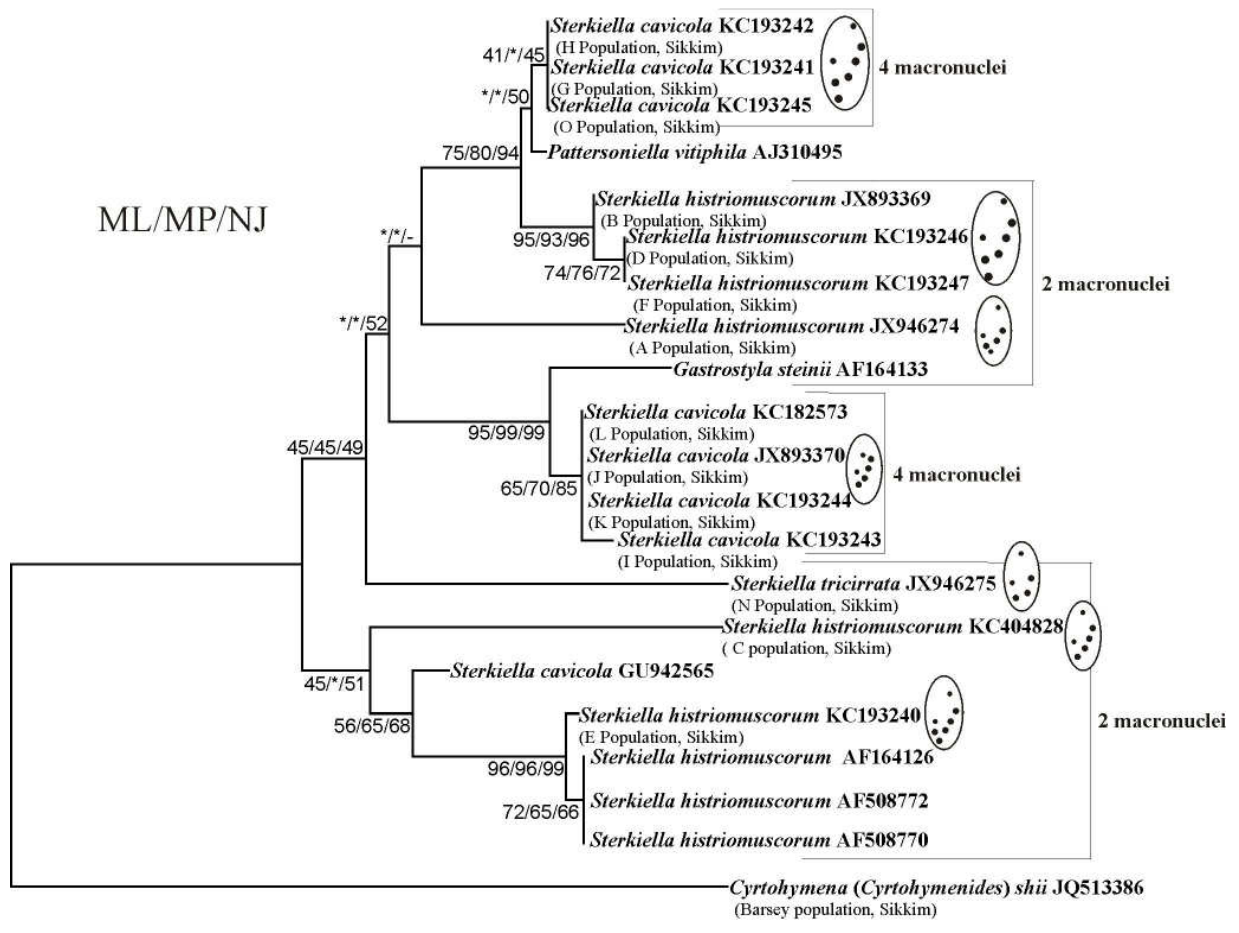 Sterkiella cavicola KC193242
(H Population, Sikkim)
41/*/45
Sterkiella cavicola KC193241
4 macronuclei
(G Population, Sikkim)
*/*/50
Sterkiella cavicola KC193245
(O Population, Sikkim)
75/80/94
Pattersoniella vitiphila AJ310495
ML/MP/NJ
Sterkiella histriomuscorum JX893369
(B Population, Sikkim)
95/93/96
Sterkiella histriomuscorum KC193246
(D Population, Sikkim)
*/*/-
74/76/72
Sterkiella histriomuscorum KC193247
2 macronuclei
(F Population, Sikkim)
*/*/52
Sterkiella histriomuscorum JX946274
(A Population, Sikkim)
Gastrostyla steinii AF164133
Sterkiella cavicola KC182573
95/99/99
(L Population, Sikkim)
45/45/49
Sterkiella cavicola JX893370
4 macronuclei
(J Population, Sikkim)
65/70/85
Sterkiella cavicola KC193244
(K Population, Sikkim)
Sterkiella cavicola KC193243
(I Population, Sikkim)
Sterkiella tricirrata JX946275
(N Population, Sikkim)
Sterkiella histriomuscorum KC404828
( C population, Sikkim)
45/*/51
Sterkiella cavicola GU942565
56/65/68
Sterkiella histriomuscorum KC193240
2 macronuclei
(E Population, Sikkim)
96/96/99
Sterkiella histriomuscorum AF164126
72/65/66
Sterkiella histriomuscorum AF508772
Sterkiella histriomuscorum AF508770
Cyrtohymena (Cyrtohymenides) shii JQ513386
(Barsey population, Sikkim)